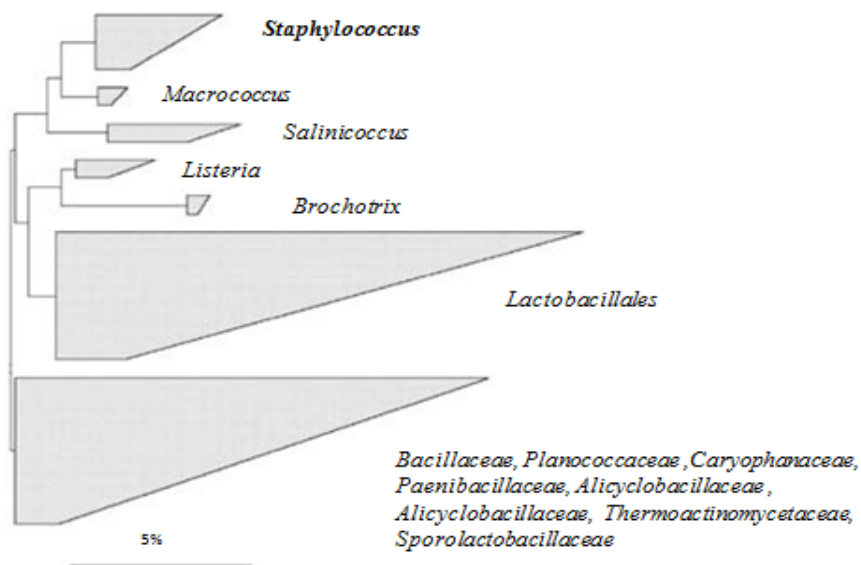 Staphylococcus
Macrococcus
Salinicoccus
Listeria
Brochotrix
Lactobacillales
Bacillaceae, Planococcaceae ,Caryophanaceae,
Paenibacillaceae, Alicyclobacillaceae ,
Alicyclobacillaceae, Thermoactinomycetaceae,
Sporolactobacillaceae
5%